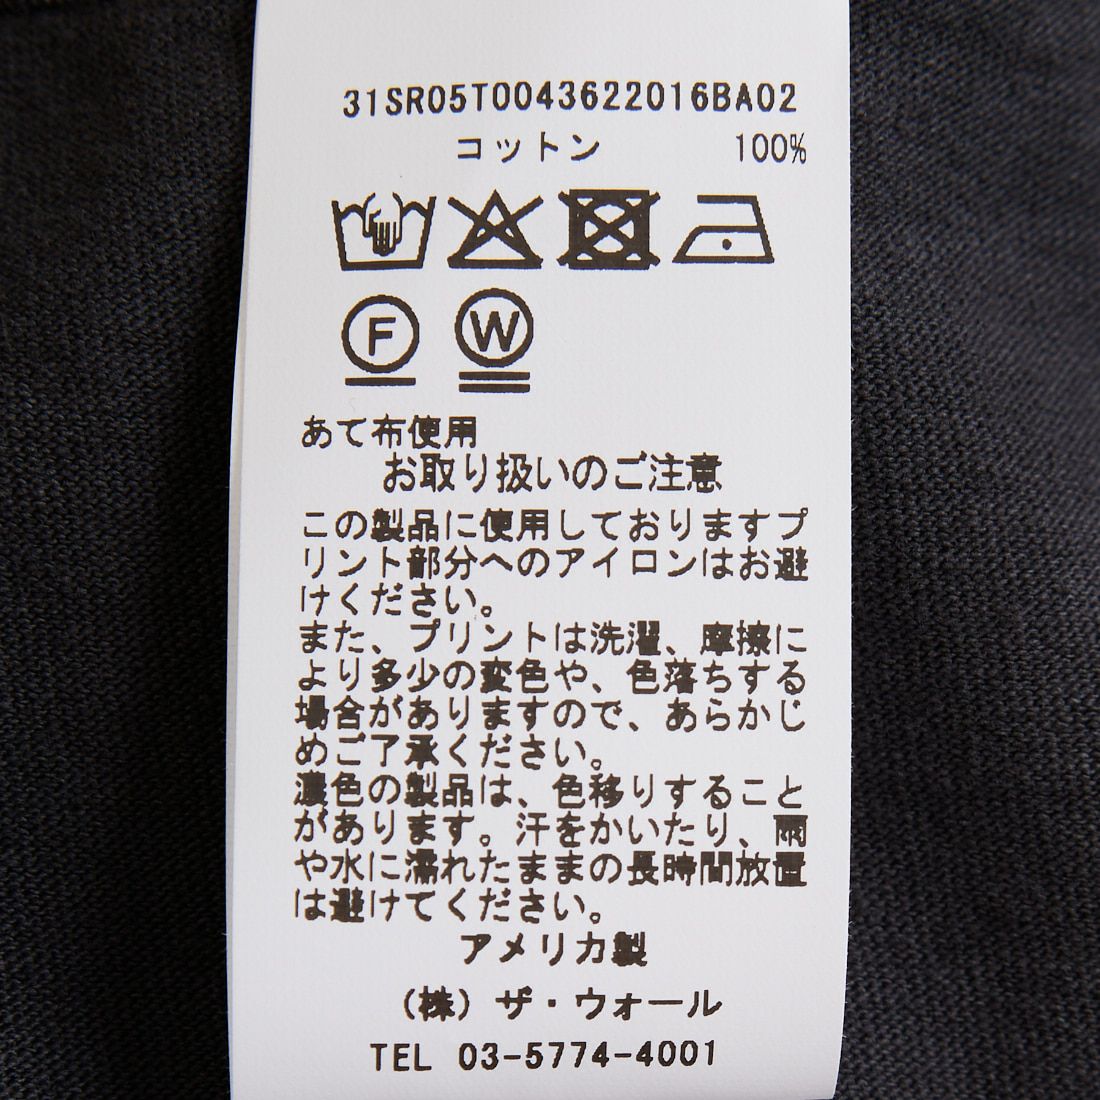 31SR05T0043622016BA02
コットン 100%
F W
あて布使用
お取り扱いのご注意
この製品に使用しておりますプ
リント部分へのアイロンはお避
けください。
また、プリントは洗濯、摩擦に
より多少の変色や、色落ちする
場合がありますので、あらかじ
めご了承ください。
濃色の製品は、色移りすること
があります。汗をかいたり、雨
や水に濡れたままの長時間放置
は避けてください。
アメリカ製
（株）ザ・ウォール
TEL 03-5774-4001